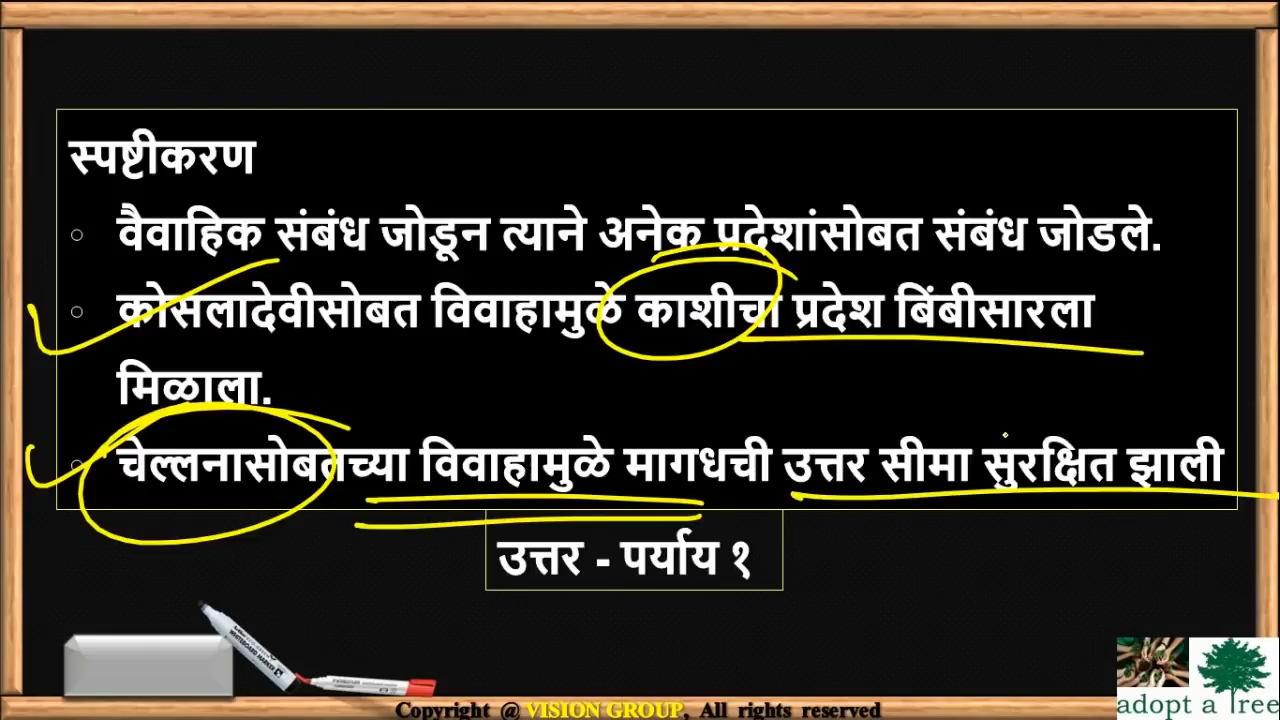 स्पष्टीकरण
वैवाहिक संबंध जोडून त्याने अनेक प्रदेशांसोबत संबंध जोडले.
कोसलादेवीसोबत विवाहामुळे काशीचा प्रदेश बिंबीसारला
मिळाला.
चेल्लनासोबतच्या विवाहामुळे मागधची उत्तर सीमा सुरक्षित झाली
उत्तर - पर्याय १
adopt a Tree
Copyright @ VISION GROUP, All rights reserved